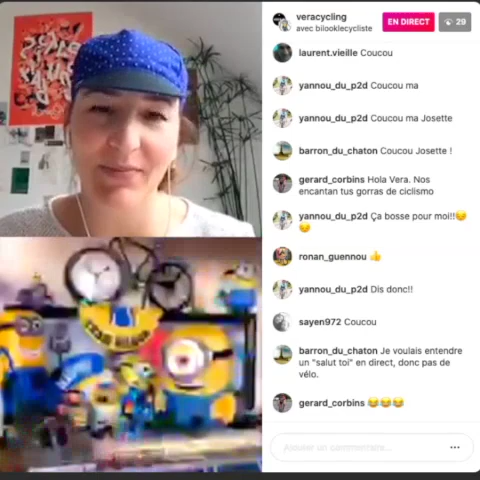 veracycling
avec bilooklecycliste
EN DIRECT
29
laurent.vieille Coucou
yannou_du_p2d Coucou ma
yannou_du_p2d Coucou ma Josette
barron_du_chaton Coucou Josette !
gerard_corbins Hola Vera. Nos
encantan tus gorras de ciclismo
yannou_du_p2d Ça bosse pour moi!!😏
😏
ronan_guennou 👍
yannou_du_p2d Dis donc!!
sayen972 Coucou
barron_du_chaton Je voulais entendre
un "salut toi" en direct, donc pas de
vélo.
gerard_corbins 😂😂😂
Ajouter un commentaire...